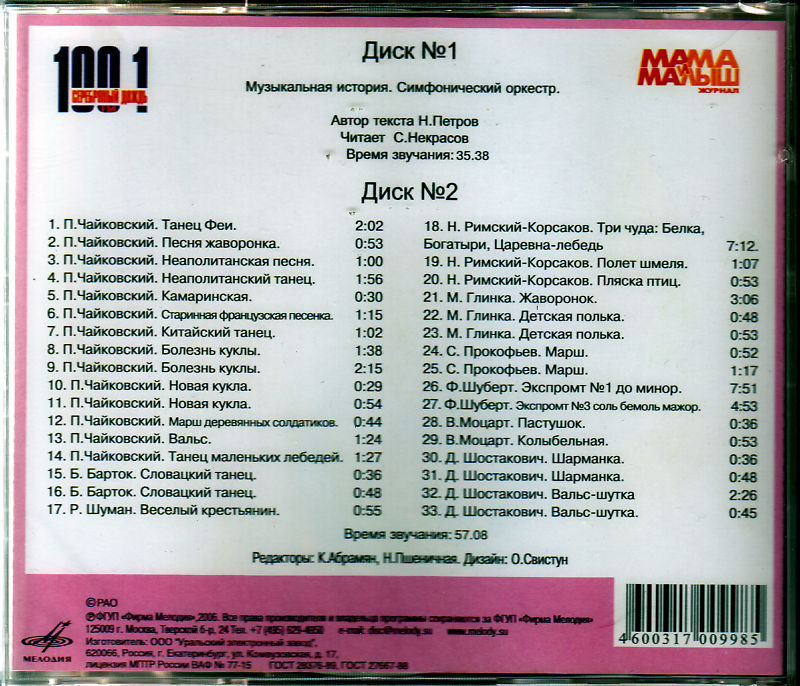 Диск №1
100.1
СЕРЕБРЯНЫЙ ДОЖДЬ
FM
МАМА
И
МАЛЫШ
ЖУРНАЛ
Музыкальная история. Симфонический оркестр.
Автор текста Н.Петров
Читает С.Некрасов
Время звучания: 35.38
Диск №2
1. П.Чайковский. Танец Феи. 2:02
2. П.Чайковский. Песня жаворонка. 0:53
3. П.Чайковский. Неаполитанская песня. 1:00
4. П.Чайковский. Неаполитанский танец. 1:56
5. П.Чайковский. Камаринская. 0:30
6. П.Чайковский. Старинная французская песенка. 1:15
7. П.Чайковский. Китайский танец. 1:02
8. П.Чайковский. Болезнь куклы. 1:38
9. П.Чайковский. Болезнь куклы. 2:15
10. П.Чайковский. Новая кукла. 0:29
11. П.Чайковский. Новая кукла. 0:54
12. П.Чайковский. Марш деревянных солдатиков. 0:44
13. П.Чайковский. Вальс. 1:24
14. П.Чайковский. Танец маленьких лебедей. 1:27
15. Б. Барток. Словацкий танец. 0:36
16. Б. Барток. Словацкий танец. 0:48
17. Р. Шуман. Веселый крестьянин. 0:55
18. Н. Римский-Корсаков. Три чуда: Белка,
Богатыри, Царевна-лебедь 7:12.
19. Н. Римский-Корсаков. Полет шмеля. 1:07
20. Н. Римский-Корсаков. Пляска птиц. 0:53
21. М. Глинка. Жаворонок. 3:06
22. М. Глинка. Детская полька. 0:48
23. М. Глинка. Детская полька. 0:53
24. С. Прокофьев. Марш. 0:52
25. С. Прокофьев. Марш. 1:17
26. Ф.Шуберт. Экспромт №1 до минор. 7:51
27. Ф.Шуберт. Экспромт №3 соль бемоль мажор. 4:53
28. В.Моцарт. Пастушок. 0:36
29. В.Моцарт. Колыбельная. 0:53
30. Д. Шостакович. Шарманка. 0:36
31. Д. Шостакович. Шарманка. 0:48
32. Д. Шостакович. Вальс-шутка 2:26
33. Д. Шостакович. Вальс-шутка. 0:45
Время звучания: 57.08
Редакторы: К.Абрамян, Н.Пшеничная. Дизайн: О.Свистун
©РАО
℗ФГУП «Фирма Мелодия»,2006. Все права производителя и владельца программы сохраняются за ФГУП «Фирма Мелодия»
125009 г. Москва, Тверской б-р, 24 Тел. +7 (495) 629-4950 e-mail: disc@melody.su www.melody.su
Изготовитель: ООО "Уральский электронный завод",
620066, Россия, г. Екатеринбург, ул. Комвузовская, д. 17,
лицензия МПТР России ВАФ № 77-15 ГОСТ 28376-89, ГОСТ 27667-88
МЕЛОДИЯ
4600317009985